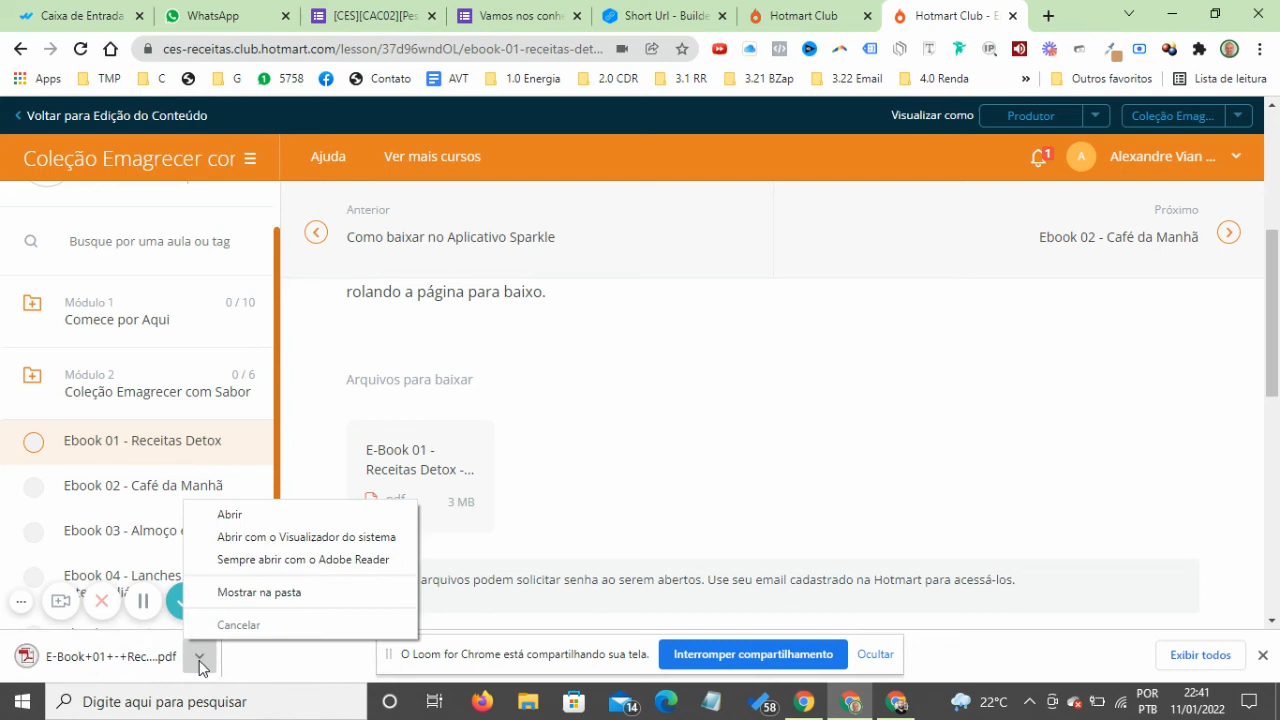 Caixa de Entrada
WhatsApp
[CES][CAC02][Pes
Vamos nos conhe
Short Url - Builde
Hotmart Club
Hotmart Club - E
ces-receitas.club.hotmart.com/lesson/37d96wndOL/ebook-01-receitas-det...
Apps
TMP
C
G
5758
Contato
AVT
1.0 Energia
2.0 CDR
3.1 RR
3.21 BZap
3.22 Email
4.0 Renda
»
Outros favoritos
Lista de leitura
Voltar para Edição do Conteúdo
Visualizar como
Produtor
Coleção Emag...
Coleção Emagrecer cor
Ajuda
Ver mais cursos
1
A
Alexandre Vian ...
Anterior
Como baixar no Aplicativo Sparkle
Próximo
Ebook 02 - Café da Manhã
Busque por uma aula ou tag
Módulo 1
0 / 10
Comece por Aqui
Módulo 2
0 / 6
Coleção Emagrecer com Sabor
Ebook 01 - Receitas Detox
Ebook 02 - Café da Manhã
Ebook 03 - Almoço
Ebook 04 - Lanches
rolando a página para baixo.
Arquivos para baixar
E-Book 01 -
Receitas Detox -...
pdf
3 MB
arquivos podem solicitar senha ao serem abertos. Use seu email cadastrado na Hotmart para acessá-los.
Abrir
Abrir com o Visualizador do sistema
Sempre abrir com o Adobe Reader
Mostrar na pasta
Cancelar
E-Book+01+-+Rec....pdf
O Loom for Chrome está compartilhando sua tela.
Interromper compartilhamento
Ocultar
Exibir todos
Digite aqui para pesquisar
14
58
22°C
POR
PTB
22:41
11/01/2022